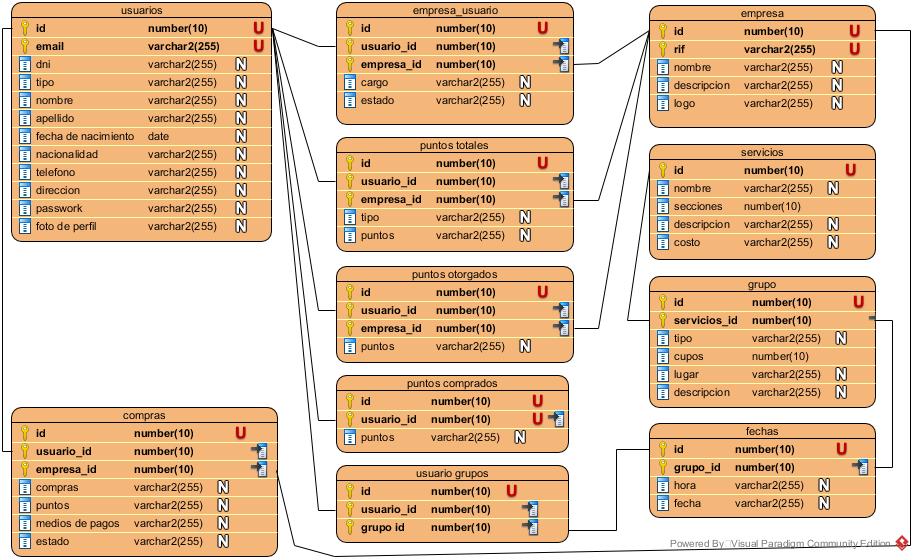 usuarios
id number(10) U
email varchar2(255) U
dni varchar2(255) N
tipo varchar2(255) N
nombre varchar2(255) N
apellido varchar2(255) N
fecha de nacimiento date N
nacionalidad varchar2(255) N
telefono varchar2(255) N
direccion varchar2(255) N
passwork varchar2(255) N
foto de perfil varchar2(255) N
compras
id number(10) U
usuario_id number(10)
empresa_id number(10)
compras varchar2(255) N
puntos varchar2(255) N
medios de pagos varchar2(255) N
estado varchar2(255) N
empresa_usuario
id number(10) U
usuario_id number(10)
empresa_id number(10)
cargo varchar2(255) N
estado varchar2(255) N
puntos totales
id number(10) U
usuario_id number(10)
empresa_id number(10)
tipo varchar2(255) N
puntos varchar2(255) N
puntos otorgados
id number(10) U
usuario_id number(10)
empresa_id number(10)
puntos varchar2(255) N
puntos comprados
id number(10) U
usuario_id number(10) U
puntos varchar2(255) N
usuario grupos
id number(10) U
usuario_id number(10)
grupo id number(10)
empresa
id number(10) U
rif varchar2(255) U
nombre varchar2(255) N
descripcion varchar2(255) N
logo varchar2(255) N
servicios
id number(10) U
nombre varchar2(255) N
secciones number(10)
descripcion varchar2(255) N
costo varchar2(255) N
grupo
id number(10) U
servicios_id number(10)
tipo varchar2(255) N
cupos number(10)
lugar varchar2(255) N
descripcion varchar2(255) N
fechas
id number(10) U
grupo_id number(10)
hora varchar2(255) N
fecha varchar2(255) N
Powered By Visual Paradigm Community Edition